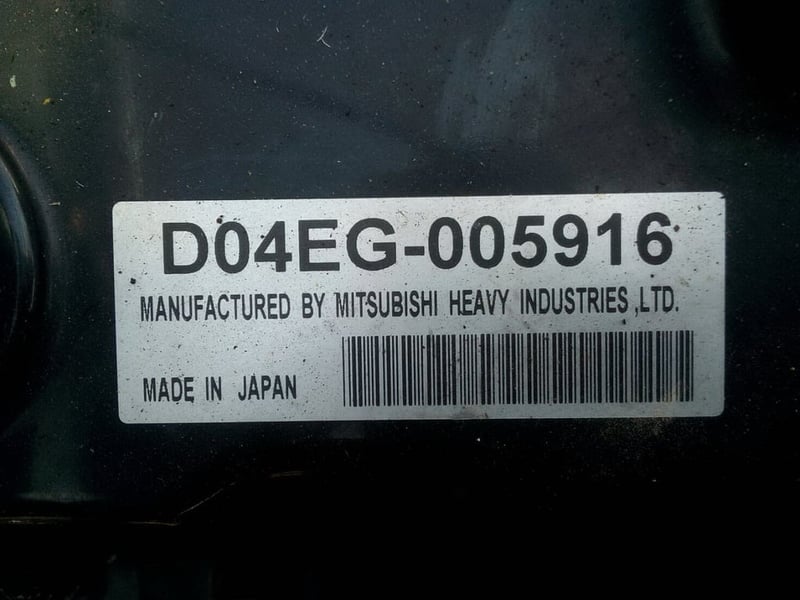 D04EG-005916
MANUFACTURED BY MITSUBISHI HEAVY INDUSTRIES ,LTD.
MADE IN JAPAN